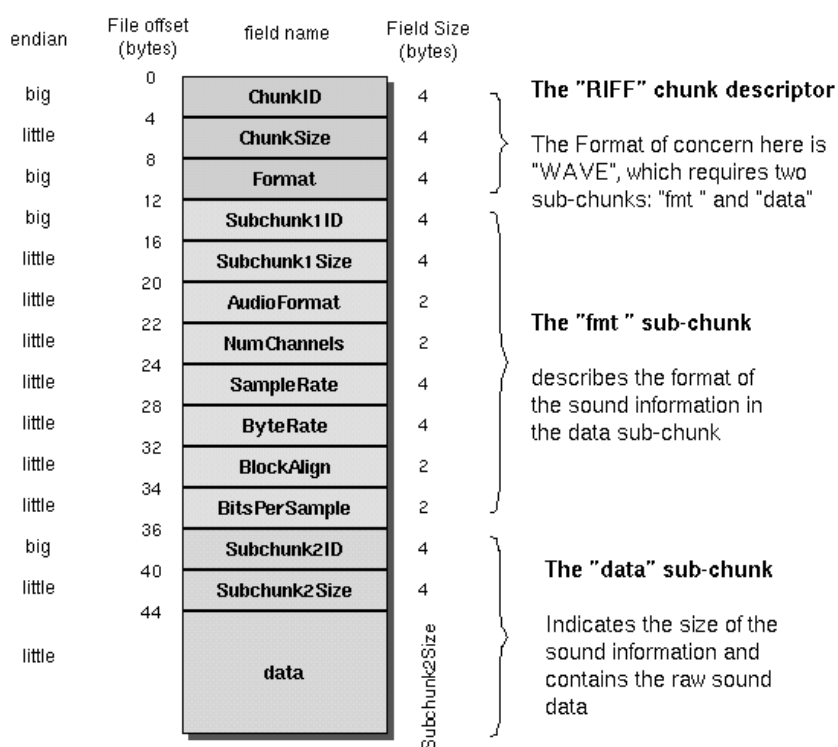 endian
File offset
(bytes)
field name
Field Size
(bytes)
0
big
ChunkID
4
4
little
ChunkSize
4
8
big
Format
4
12
The "RIFF" chunk descriptor
The Format of concern here is
"WAVE", which requires two
sub-chunks: "fmt " and "data"
big
Subchunk1ID
4
16
little
Subchunk1Size
4
20
little
AudioFormat
2
22
little
NumChannels
2
24
little
SampleRate
4
28
little
ByteRate
4
32
little
BlockAlign
2
34
little
BitsPerSample
2
The "fmt " sub-chunk
describes the format of
the sound information in
the data sub-chunk
36
big
Subchunk2ID
4
40
little
Subchunk2Size
4
44
little
data
Subchunk2Size
The "data" sub-chunk
Indicates the size of the
sound information and
contains the raw sound
data